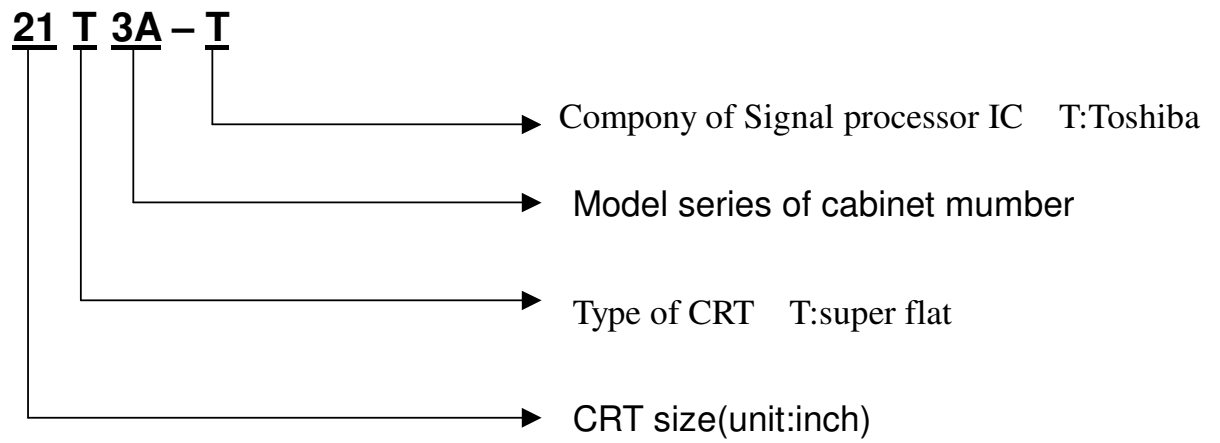 21 T 3A – T
Compony of Signal processor IC T:Toshiba
Model series of cabinet mumber
Type of CRT T:super flat
CRT size(unit:inch)